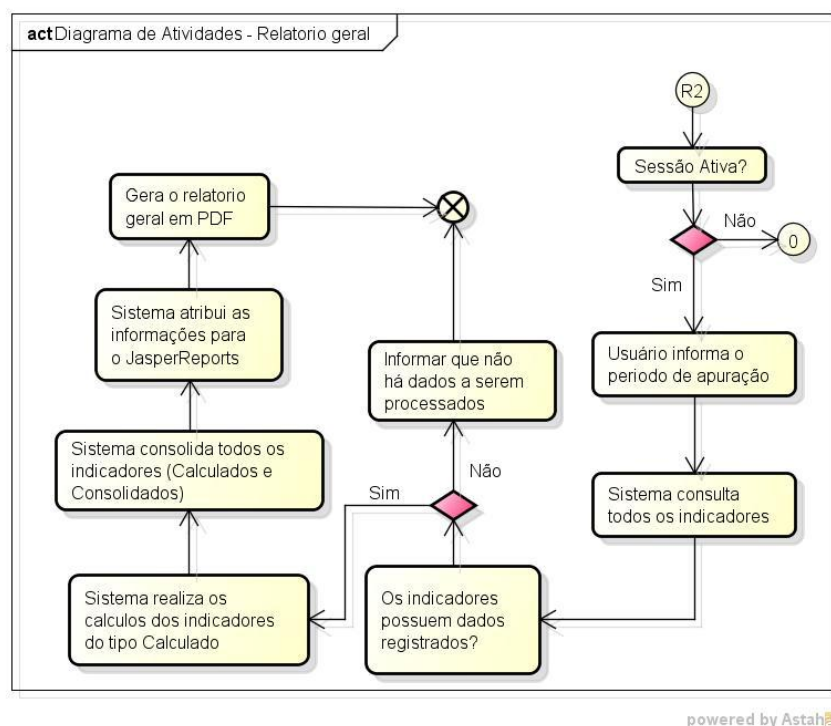 act Diagrama de Atividades - Relatorio geral
R2
Sessão Ativa?
Não
0
Sim
Usuário informa o
periodo de apuração
Sistema consulta
todos os indicadores
Os indicadores
possuem dados
registrados?
Não
Sim
Informar que não
há dados a serem
processados
Sistema realiza os
calculos dos indicadores
do tipo Calculado
Sistema consolida todos os
indicadores (Calculados e
Consolidados)
Sistema atribui as
informações para
o JasperReports
Gera o relatorio
geral em PDF
powered by Astah